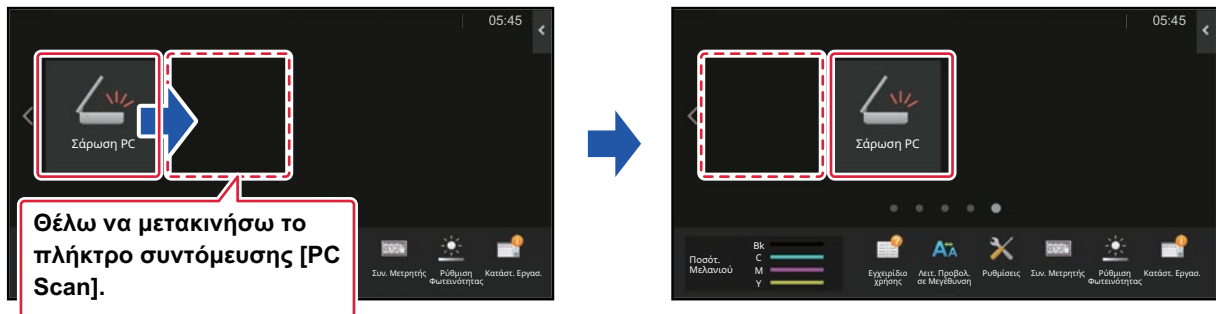 05:45
Σάρωση PC
Θέλω να μετακινήσω το
πλήκτρο συντόμευσης [PC
Scan].
Συν. Μετρητής
Ρύθμιση
Φωτεινότητας
Κατάστ. Εργασ.
05:45
Σάρωση PC
Ποσότ.
Μελανιού
Bk
C
M
Y
Εγχειρίδιο
χρήσης
Λειτ. Προβολ.
σε Μεγέθυνση
Ρυθμίσεις
Συν. Μετρητής
Ρύθμιση
Φωτεινότητας
Κατάστ. Εργασ.